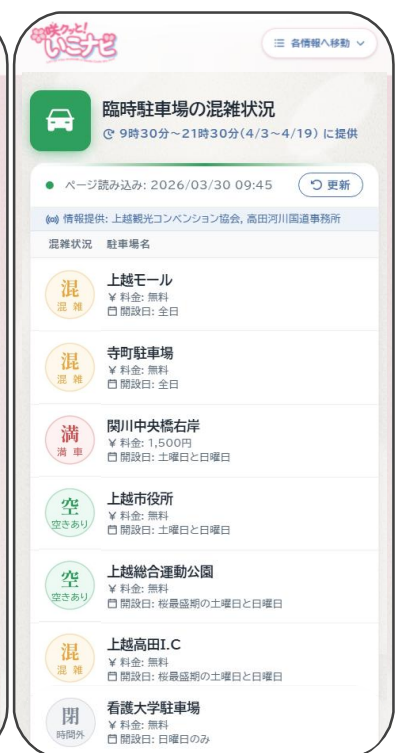 咲クっと!
いまナビ
各情報へ移動
臨時駐車場の混雑状況
9時30分～21時30分(4/3～4/19) に提供
ページ読み込み: 2026/03/30 09:45
更新
情報提供: 上越観光コンベンション協会, 高田河川国道事務所
混雑状況 駐車場名
混
混 雑
上越モール
¥ 料金: 無料
開設日: 全日
混
混 雑
寺町駐車場
¥ 料金: 無料
開設日: 全日
満
満 車
関川中央橋右岸
¥ 料金: 1,500円
開設日: 土曜日と日曜日
空
空きあり
上越市役所
¥ 料金: 無料
開設日: 土曜日と日曜日
空
空きあり
上越総合運動公園
¥ 料金: 無料
開設日: 桜最盛期の土曜日と日曜日
混
混 雑
上越高田I.C
¥ 料金: 無料
開設日: 桜最盛期の土曜日と日曜日
閉
時間外
看護大学駐車場
¥ 料金: 無料
開設日: 日曜日のみ